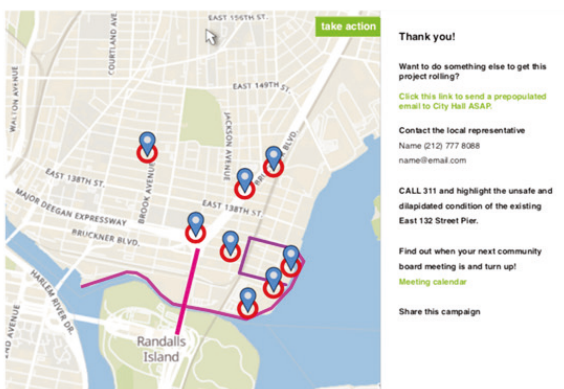 EAST 156TH ST.
take action
COURTLAND AVE
WALTON AVENUE
EAST 149TH ST.
JACKSON AVENUE
BROOK AVENUE
EAST 138TH ST.
EAST 138TH ST.
MAJOR DEEGAN EXPRESSWAY
BRUCKNER BLVD.
HARLEM RIVER DR.
Randalls
Island
Thank you!
Want to do something else to get this
project rolling?
Click this link to send a prepopulated
email to City Hall ASAP.
Contact the local representative
Name (212) 777 8088
name@email.com
CALL 311 and highlight the unsafe and
dilapidated condition of the existing
East 132 Street Pier.
Find out when your next community
board meeting is and turn up!
Meeting calendar
Share this campaign